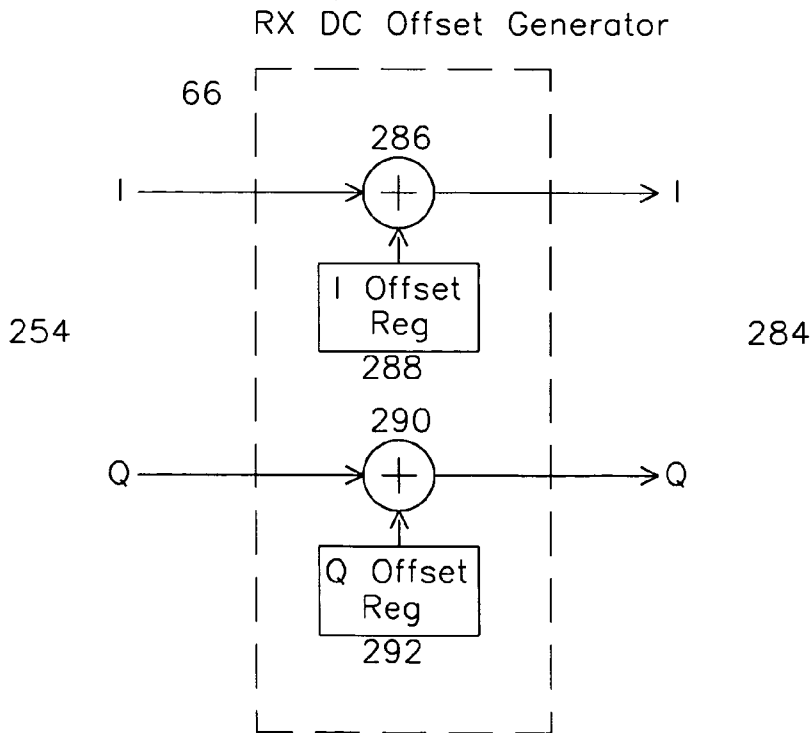 RX DC Offset Generator
66
286
I
I
I Offset
Reg
288
254
284
290
Q
Q
Q Offset
Reg
292